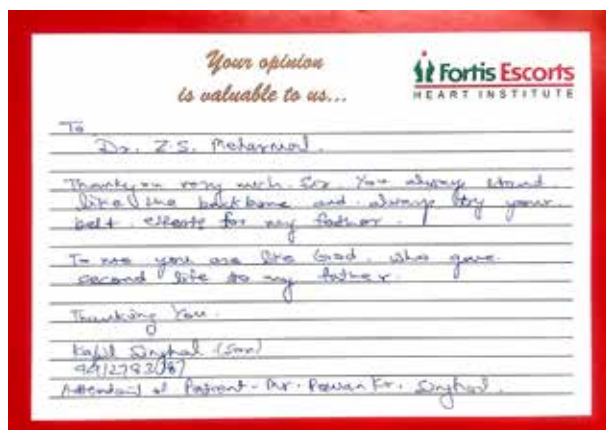 Your opinion
is valuable to us...
Fortis Escorts
HEART INSTITUTE
To
Dr. Z.S. Meharwal.
Thankyou very much Sir. You always stand
like the backbone and always try your
best efforts for my father.
To me you are like God. who gave
second life to my father.
Thanking You.
Kapil Singhal (Son)
Attendant of Patient - Mr. Pawan Kr. Singhal.